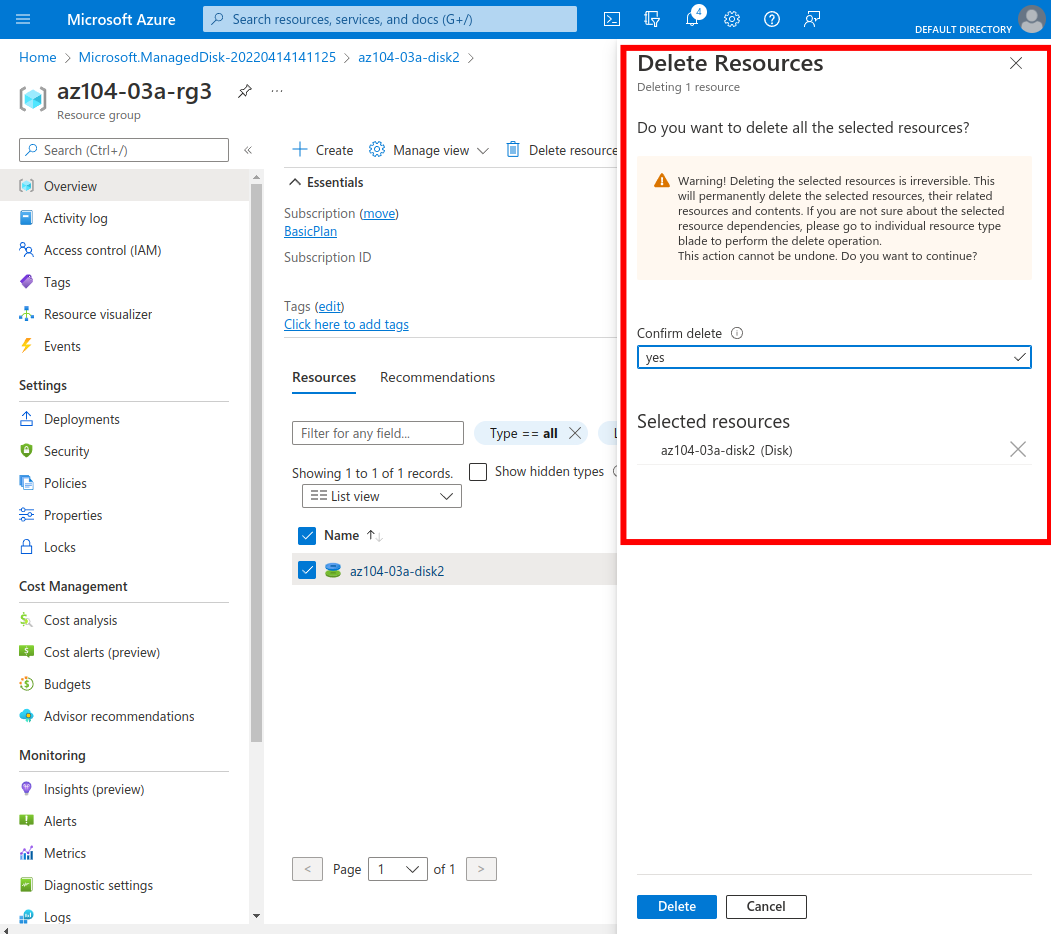 Microsoft Azure
Search resources, services, and docs (G+/)
4
DEFAULT DIRECTORY
Home > Microsoft.ManagedDisk-20220414141125 > az104-03a-disk2 >
az104-03a-rg3
Resource group
Search (Ctrl+/)
Overview
Activity log
Access control (IAM)
Tags
Resource visualizer
Events
Settings
Deployments
Security
Policies
Properties
Locks
Cost Management
Cost analysis
Cost alerts (preview)
Budgets
Advisor recommendations
Monitoring
Insights (preview)
Alerts
Metrics
Diagnostic settings
Logs
Create Manage view Delete resource
Essentials
Subscription (move)
BasicPlan
Subscription ID
Tags (edit)
Click here to add tags
Resources Recommendations
Filter for any field... Type == all
Showing 1 to 1 of 1 records. Show hidden types
List view
Name
az104-03a-disk2
< Page 1 of 1 >
Delete Resources
Deleting 1 resource
Do you want to delete all the selected resources?
Warning! Deleting the selected resources is irreversible. This
will permanently delete the selected resources, their related
resources and contents. If you are not sure about the selected
resource dependencies, please go to individual resource type
blade to perform the delete operation.
This action cannot be undone. Do you want to continue?
Confirm delete
yes
Selected resources
az104-03a-disk2 (Disk)
Delete Cancel